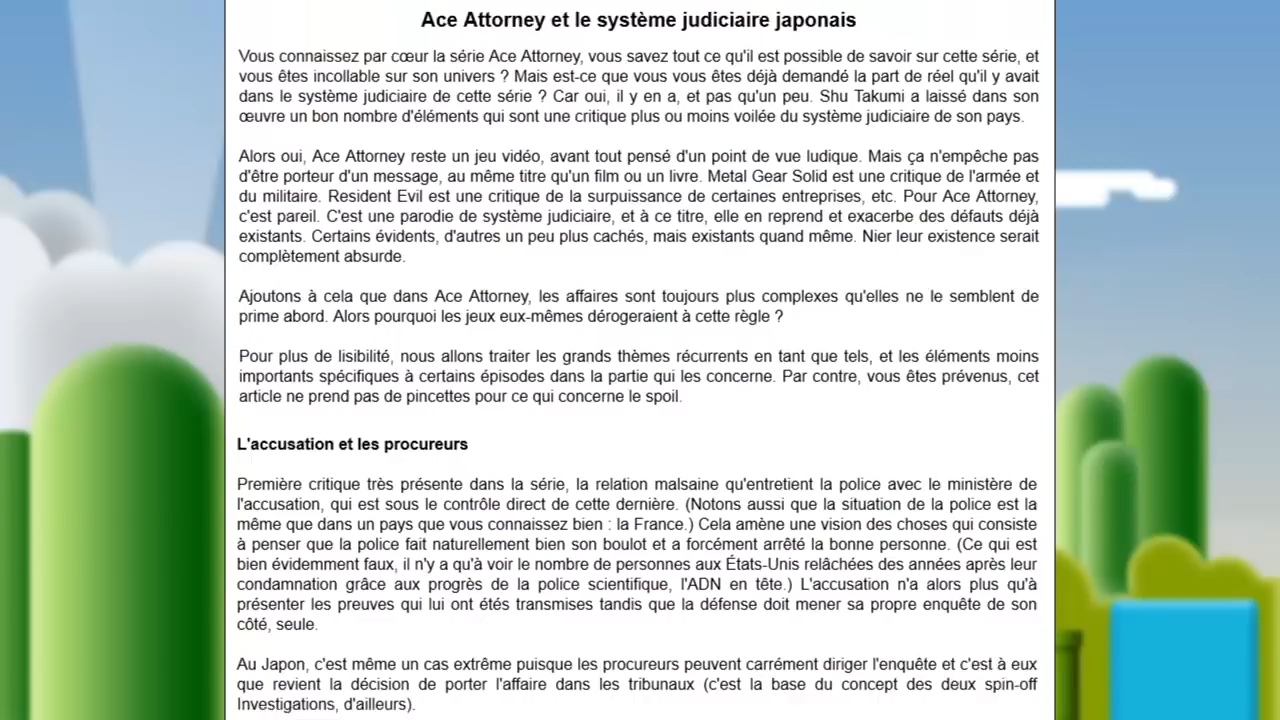 Ace Attorney et le système judiciaire japonais
Vous connaissez par cœur la série Ace Attorney, vous savez tout ce qu'il est possible de savoir sur cette série, et
vous êtes incollable sur son univers ? Mais est-ce que vous vous êtes déjà demandé la part de réel qu'il y avait
dans le système judiciaire de cette série ? Car oui, il y en a, et pas qu'un peu. Shu Takumi a laissé dans son
œuvre un bon nombre d'éléments qui sont une critique plus ou moins voilée du système judiciaire de son pays.
Alors oui, Ace Attorney reste un jeu vidéo, avant tout pensé d'un point de vue ludique. Mais ça n'empêche pas
d'être porteur d'un message, au même titre qu'un film ou un livre. Metal Gear Solid est une critique de l'armée et
du militaire. Resident Evil est une critique de la surpuissance de certaines entreprises, etc. Pour Ace Attorney,
c'est pareil. C'est une parodie de système judiciaire, et à ce titre, elle en reprend et exacerbe des défauts déjà
existants. Certains évidents, d'autres un peu plus cachés, mais existants quand même. Nier leur existence serait
complètement absurde.
Ajoutons à cela que dans Ace Attorney, les affaires sont toujours plus complexes qu'elles ne le semblent de
prime abord. Alors pourquoi les jeux eux-mêmes dérogeraient à cette règle ?
Pour plus de lisibilité, nous allons traiter les grands thèmes récurrents en tant que tels, et les éléments moins
importants spécifiques à certains épisodes dans la partie qui les concerne. Par contre, vous êtes prévenus, cet
article ne prend pas de pincettes pour ce qui concerne le spoil.
L'accusation et les procureurs
Première critique très présente dans la série, la relation malsaine qu'entretient la police avec le ministère de
l'accusation, qui est sous le contrôle direct de cette dernière. (Notons aussi que la situation de la police est la
même que dans un pays que vous connaissez bien : la France.) Cela amène une vision des choses qui consiste
à penser que la police fait naturellement bien son boulot et a forcément arrêté la bonne personne. (Ce qui est
bien évidemment faux, il n'y a qu'à voir le nombre de personnes aux États-Unis relâchées des années après leur
condamnation grâce aux progrès de la police scientifique, l'ADN en tête.) L'accusation n'a alors plus qu'à
présenter les preuves qui lui ont étés transmises tandis que la défense doit mener sa propre enquête de son
côté, seule.
Au Japon, c'est même un cas extrême puisque les procureurs peuvent carrément diriger l'enquête et c'est à eux
que revient la décision de porter l'affaire dans les tribunaux (c'est la base du concept des deux spin-off
Investigations, d'ailleurs).